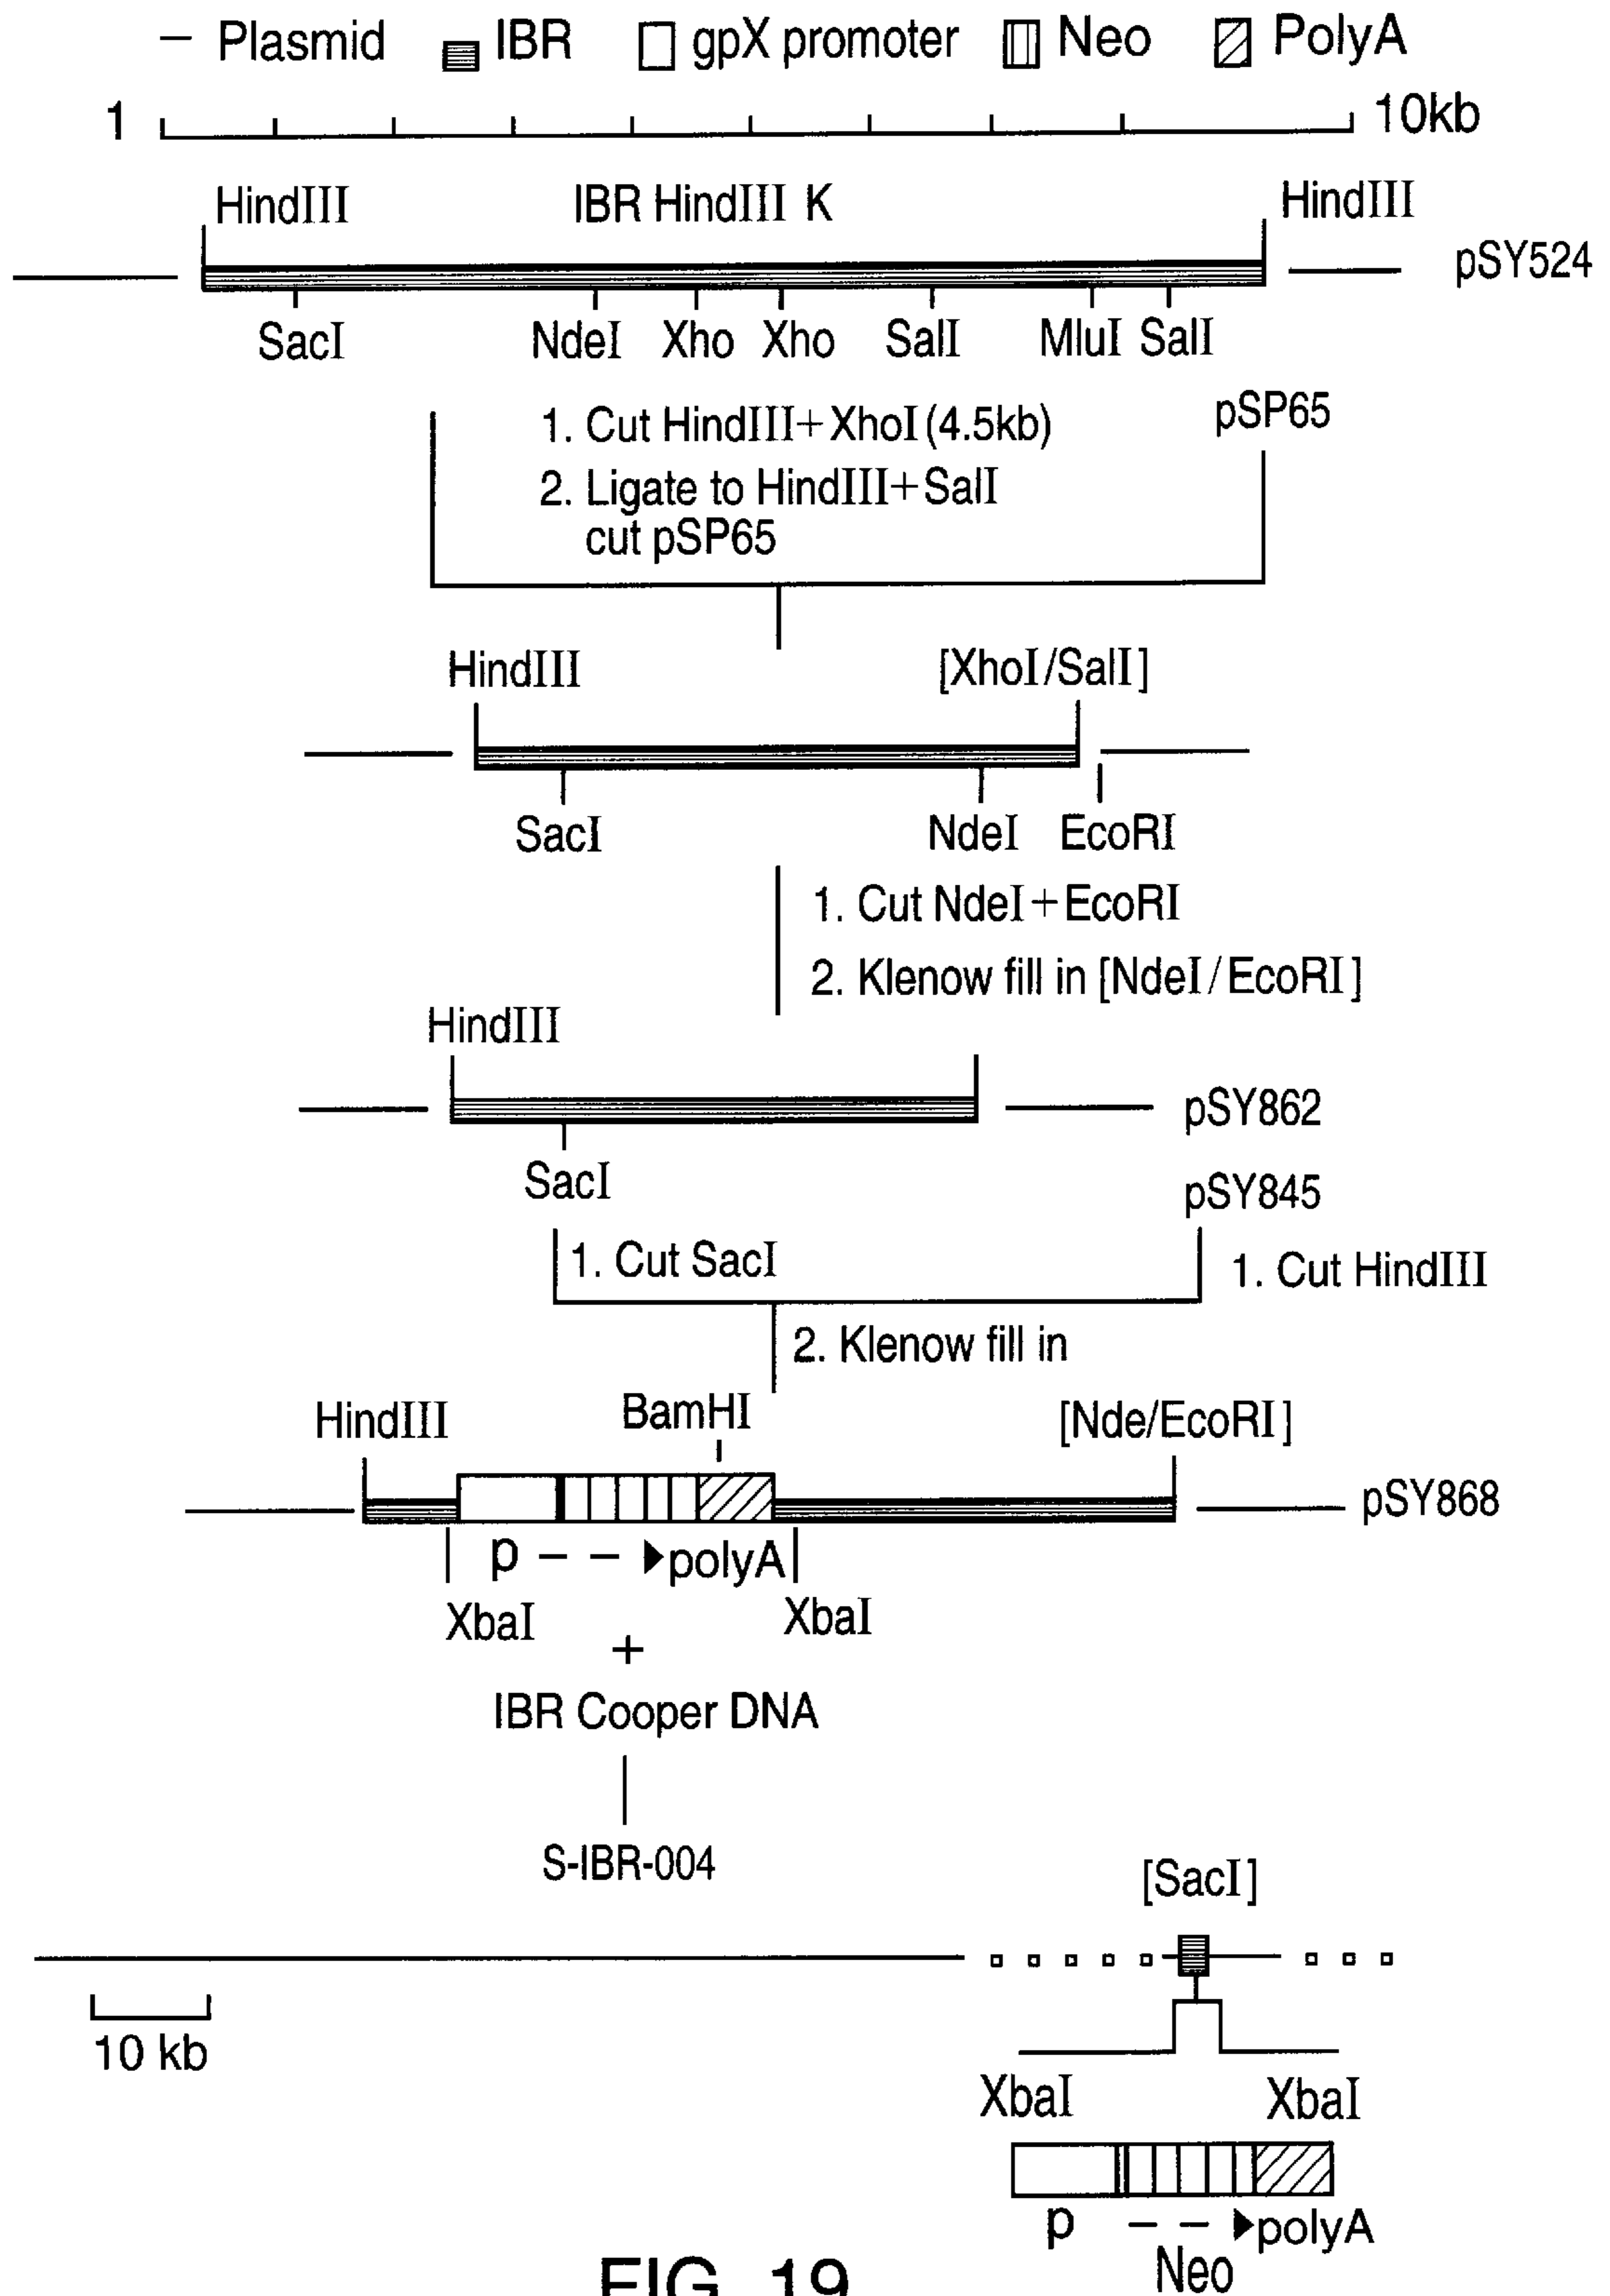 Plasmid IBR gpX promoter Neo PolyA
1 10kb
HindIII IBR HindIII K HindIII
pSY524
SacI NdeI Xho Xho SalI MluI SalI
pSP65
1. Cut HindIII+XhoI (4.5kb)
2. Ligate to HindIII+SalI
cut pSP65
HindIII [XhoI/SalI]
SacI NdeI EcoRI
1. Cut NdeI+EcoRI
2. Klenow fill in [NdeI/EcoRI]
HindIII
pSY862
SacI
pSY845
1. Cut SacI 1. Cut HindIII
2. Klenow fill in
HindIII BamHI [Nde/EcoRI]
pSY868
p polyA
XbaI XbaI
+
IBR Cooper DNA
S-IBR-004
[SacI]
10 kb
XbaI XbaI
p polyA
Neo
FIG. 19